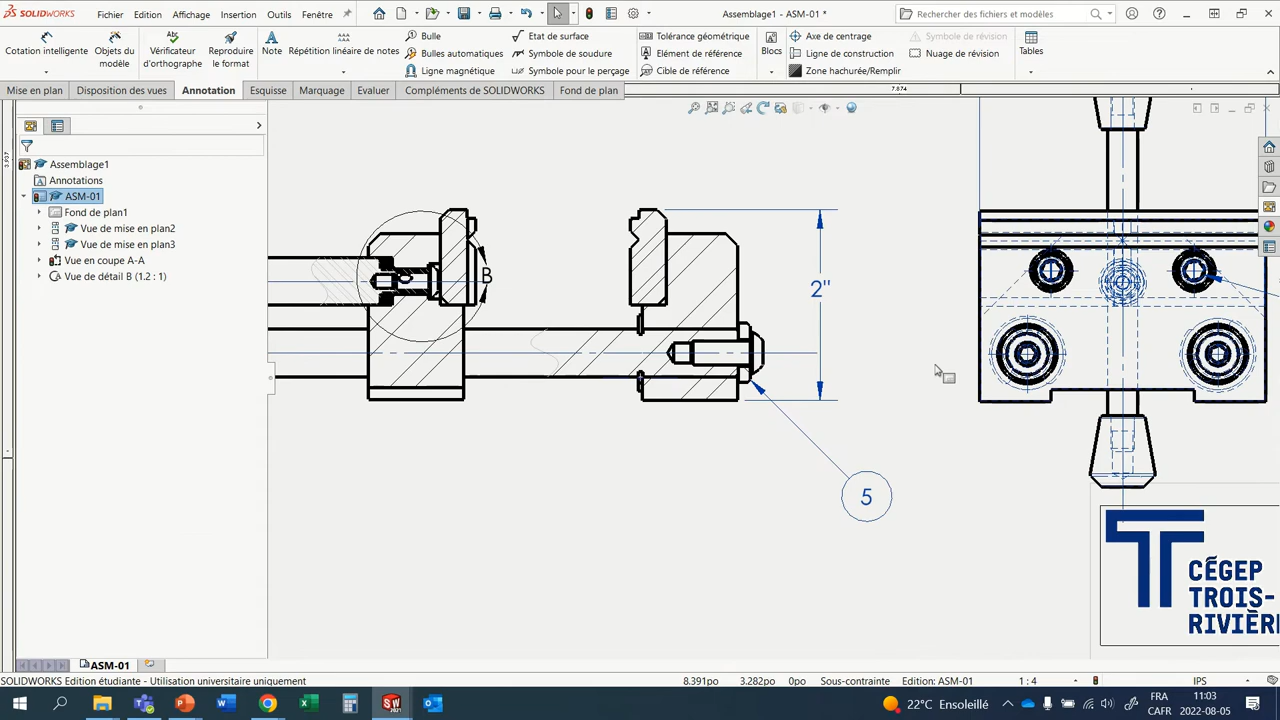 SOLIDWORKS
Fichier Edition Affichage Insertion Outils Fenêtre
Assemblage1 - ASM-01 *
Rechercher des fichiers et modèles
Cotation intelligente
Objets du modèle
Vérificateur d'orthographe
Reproduire le format
Note
Répétition linéaire de notes
Bulle
Bulles automatiques
Ligne magnétique
Etat de surface
Symbole de soudure
Symbole pour le perçage
Tolérance géométrique
Elément de référence
Cible de référence
Blocs
Axe de centrage
Ligne de construction
Zone hachurée/Remplir
Symbole de révision
Nuage de révision
Tables
Mise en plan Disposition des vues Annotation Esquisse Marquage Evaluer Compléments de SOLIDWORKS Fond de plan
7.874
3.937
Assemblage1
Annotations
ASM-01
Fond de plan1
Vue de mise en plan2
Vue de mise en plan3
Vue en coupe A-A
Vue de détail B (1.2 : 1)
B
2"
5
CÉGEP
TROIS-
RIVIÈR
ASM-01
SOLIDWORKS Edition étudiante - Utilisation universitaire uniquement
8.391po 3.282po 0po Sous-contrainte Edition: ASM-01 1 : 4 IPS
22°C Ensoleillé
FRA
CAFR
11:03
2022-08-05